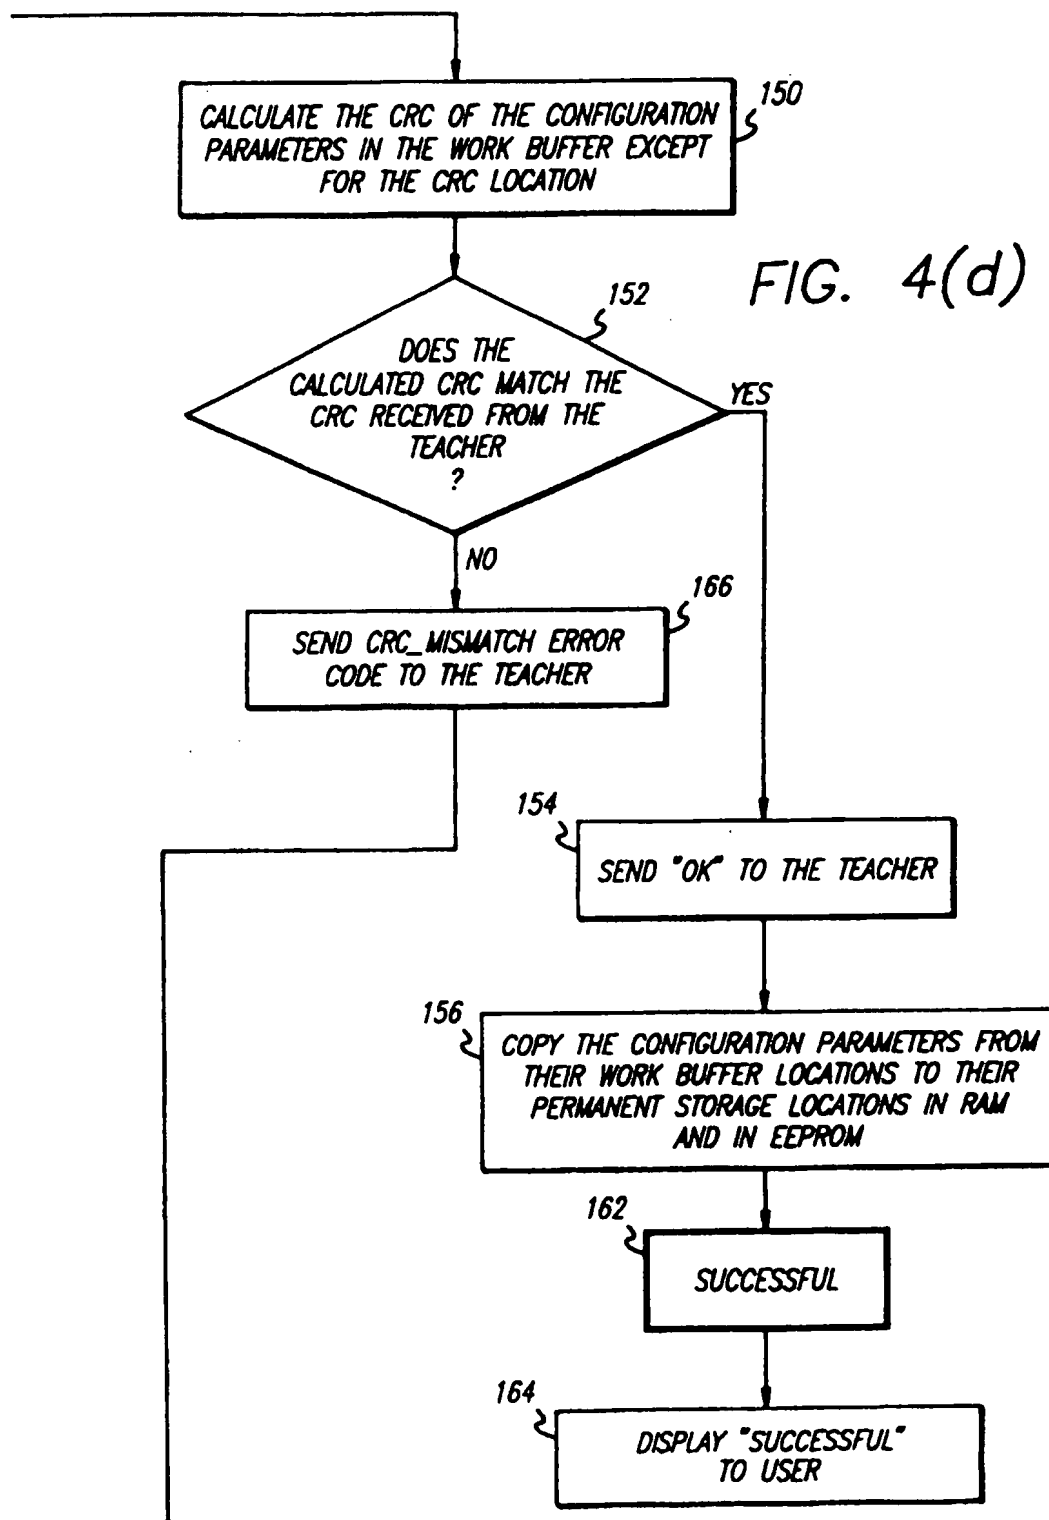 150
CALCULATE THE CRC OF THE CONFIGURATION
PARAMETERS IN THE WORK BUFFER EXCEPT
FOR THE CRC LOCATION
FIG. 4(d)
152
DOES THE
CALCULATED CRC MATCH THE
CRC RECEIVED FROM THE
TEACHER
?
YES
NO
166
SEND CRC_MISMATCH ERROR
CODE TO THE TEACHER
154
SEND "OK" TO THE TEACHER
156
COPY THE CONFIGURATION PARAMETERS FROM
THEIR WORK BUFFER LOCATIONS TO THEIR
PERMANENT STORAGE LOCATIONS IN RAM
AND IN EEPROM
162
SUCCESSFUL
164
DISPLAY "SUCCESSFUL"
TO USER